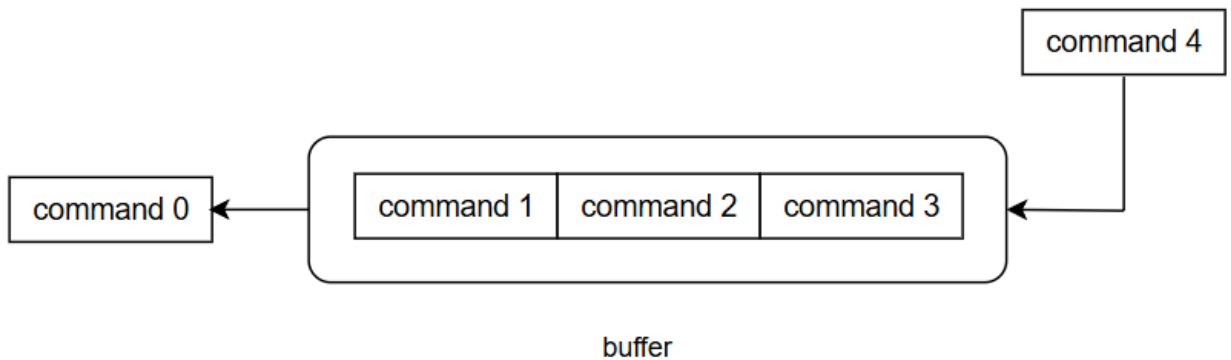 command 4
command 0
command 1
command 2
command 3
buffer